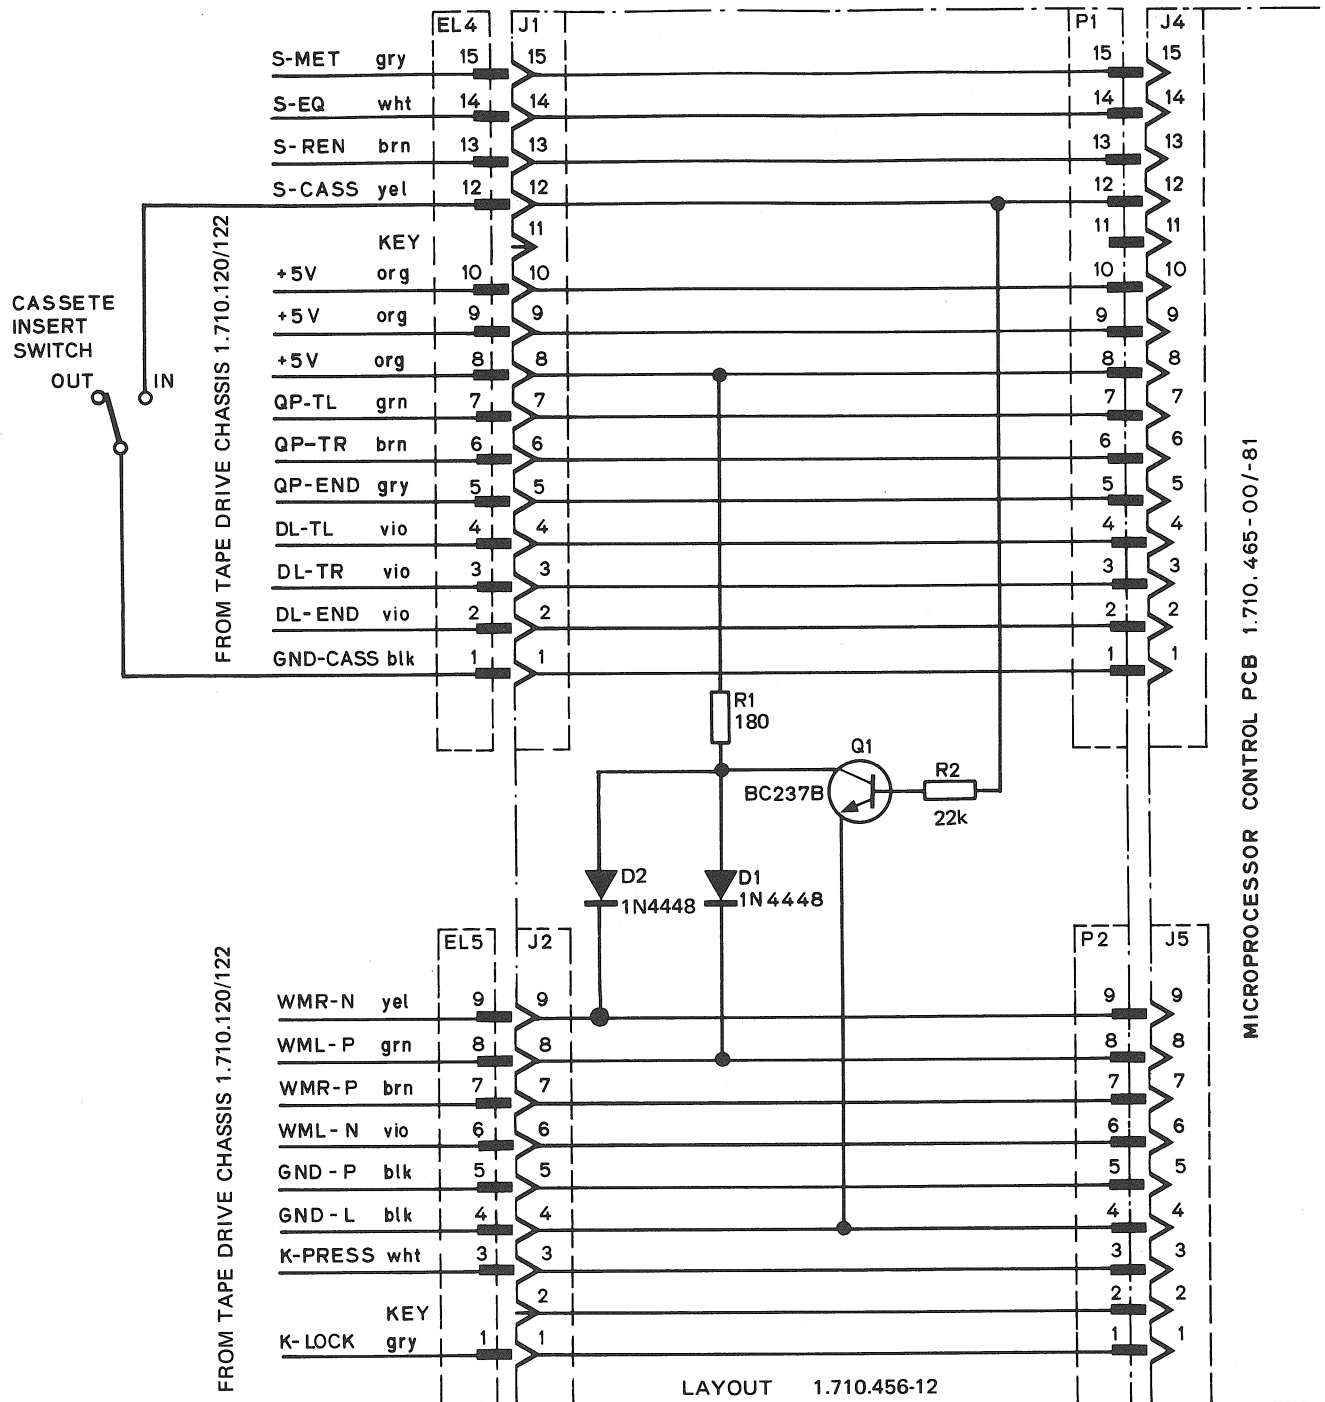 EL4 J1 P1 J4
S-MET gry 15 15 15 15
S-EQ wht 14 14 14 14
S-REN brn 13 13 13 13
S-CASS yel 12 12 12 12
KEY 11 11 11
+5V org 10 10 10 10
+5V org 9 9 9 9
+5V org 8 8 8 8
QP-TL grn 7 7 7 7
QP-TR brn 6 6 6 6
QP-END gry 5 5 5 5
DL-TL vio 4 4 4 4
DL-TR vio 3 3 3 3
DL-END vio 2 2 2 2
GND-CASS blk 1 1 1 1
CASSETE
INSERT
SWITCH
OUT IN
FROM TAPE DRIVE CHASSIS 1.710.120/122
R1
180
Q1
BC237B
R2
22k
D2
1N4448
D1
1N4448
MICROPROCESSOR CONTROL PCB 1.710.465-00/-81
EL5 J2 P2 J5
WMR-N yel 9 9 9 9
WML-P grn 8 8 8 8
WMR-P brn 7 7 7 7
WML-N vio 6 6 6 6
GND-P blk 5 5 5 5
GND-L blk 4 4 4 4
K-PRESS wht 3 3 3 3
KEY 2 2 2
K-LOCK gry 1 1 1 1
FROM TAPE DRIVE CHASSIS 1.710.120/122
LAYOUT 1.710.456-12